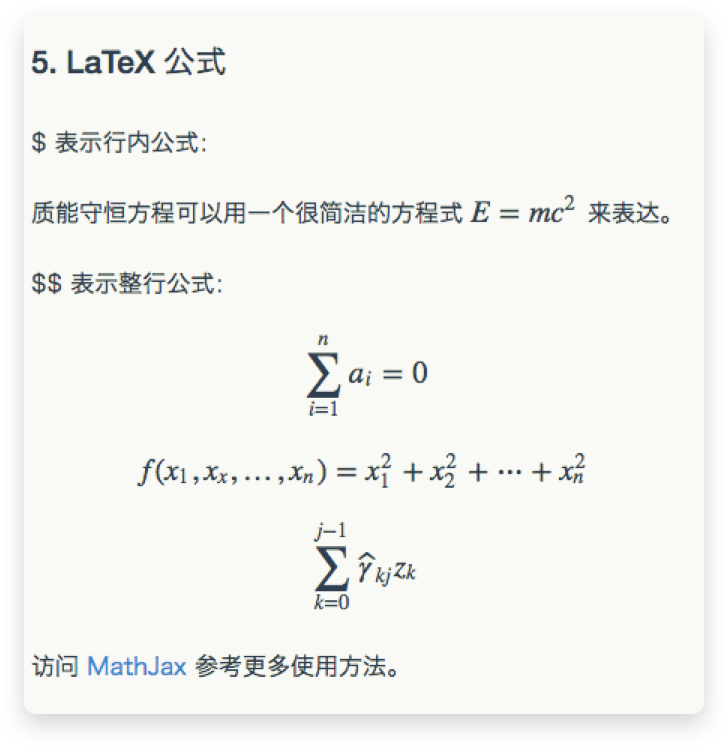 5. LaTeX 公式
$ 表示行内公式：
质能守恒方程可以用一个很简洁的方程式 $E = mc^2$ 来表达。
$$ 表示整行公式：
$\sum_{i=1}^{n} a_i = 0$
$f(x_1, x_x, \ldots, x_n) = x_1^2 + x_2^2 + \cdots + x_n^2$
$\sum_{k=0}^{j-1} \widehat{\gamma}_{kj} z_k$
访问 MathJax 参考更多使用方法。